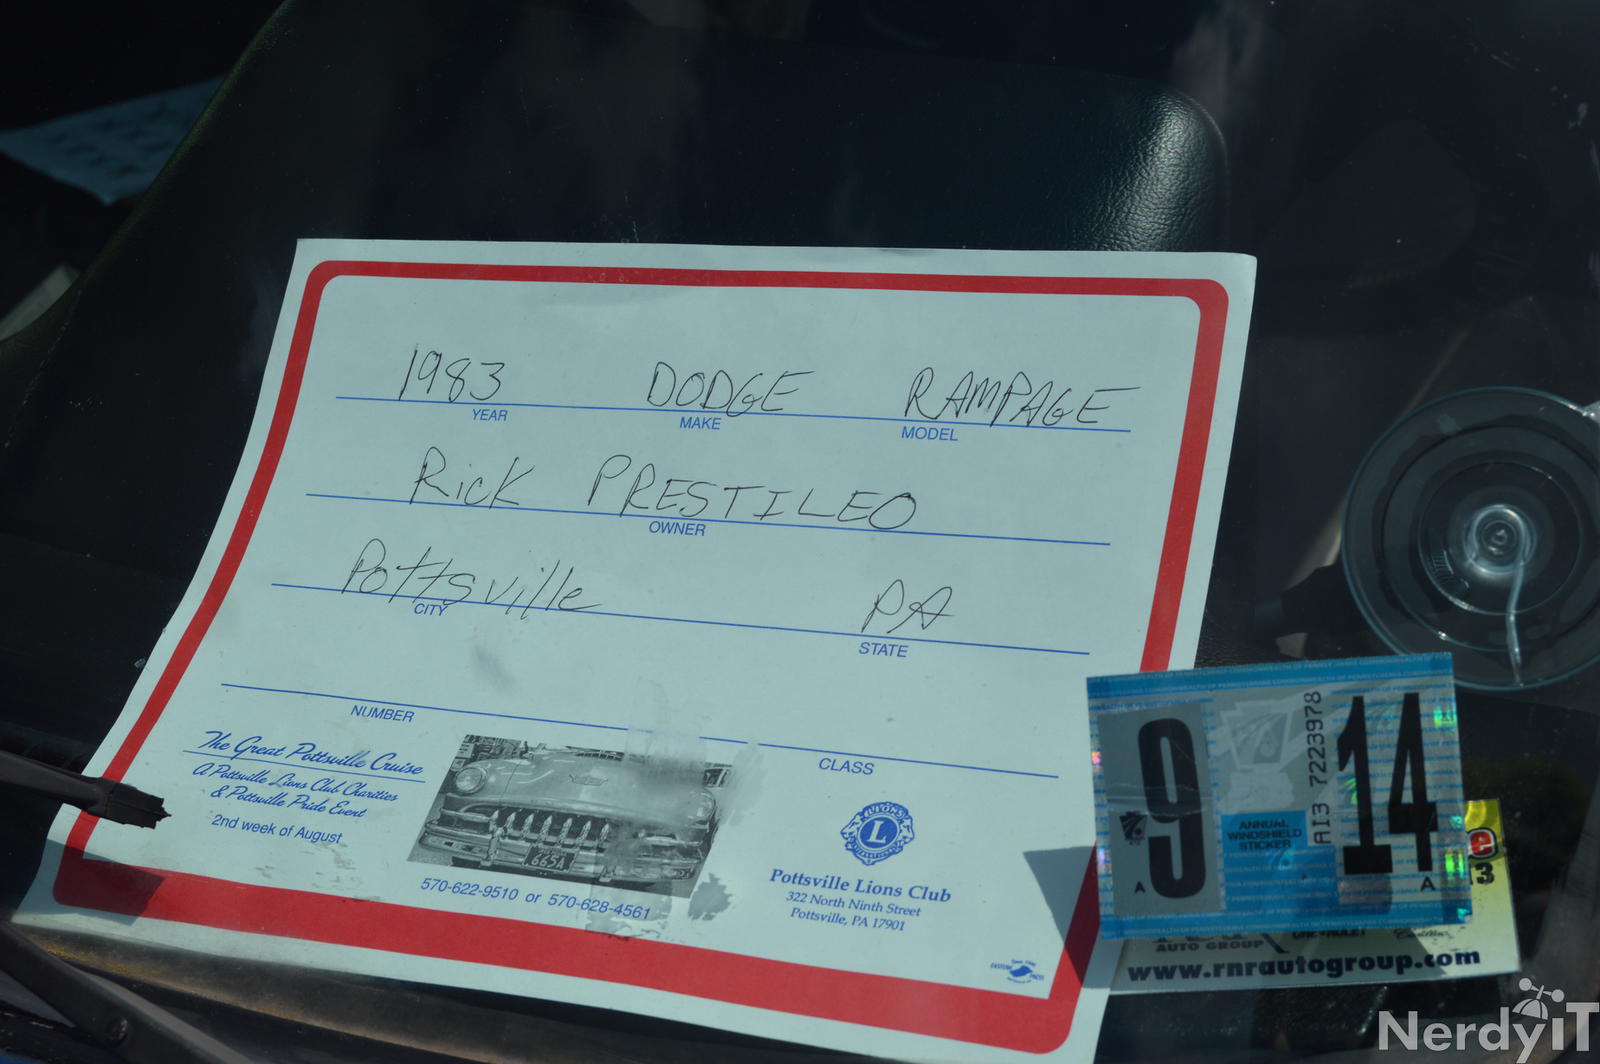 1983 DODGE RAMPAGE
YEAR MAKE MODEL
Rick PRESTILEO
OWNER
Pottsville PA
CITY STATE
NUMBER CLASS
The Great Pottsville Cruise
A Pottsville Lions Club Charities
& Pottsville Pride Event
2nd week of August
665A
570-622-9510 or 570-628-4561
LIONS
L
INTERNATIONAL
Pottsville Lions Club
322 North Ninth Street
Pottsville, PA 17901
9 14
A A
ANNUAL
WINDSHIELD
STICKER
AI3 7223978
AUTO GROUP CHEVROLET Cadillac
www.rnrautogroup.com
NerdyiT